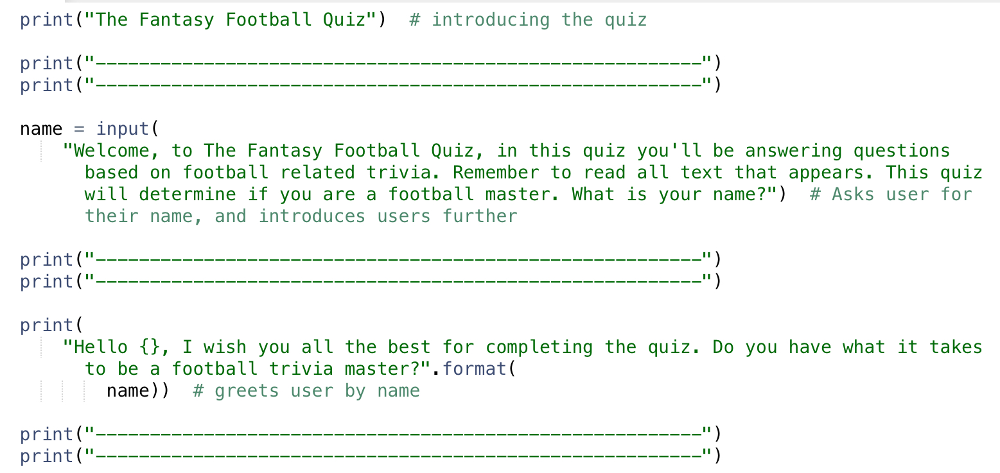 print("The Fantasy Football Quiz")  # introducing the quiz
print("--------------------------------------------------------")
print("--------------------------------------------------------")
name = input(
"Welcome, to The Fantasy Football Quiz, in this quiz you'll be answering questions
based on football related trivia. Remember to read all text that appears. This quiz
will determine if you are a football master. What is your name?")  # Asks user for
their name, and introduces users further
print("--------------------------------------------------------")
print("--------------------------------------------------------")
print(
"Hello {}, I wish you all the best for completing the quiz. Do you have what it takes
to be a football trivia master?".format(
name))  # greets user by name
print("--------------------------------------------------------")
print("--------------------------------------------------------")